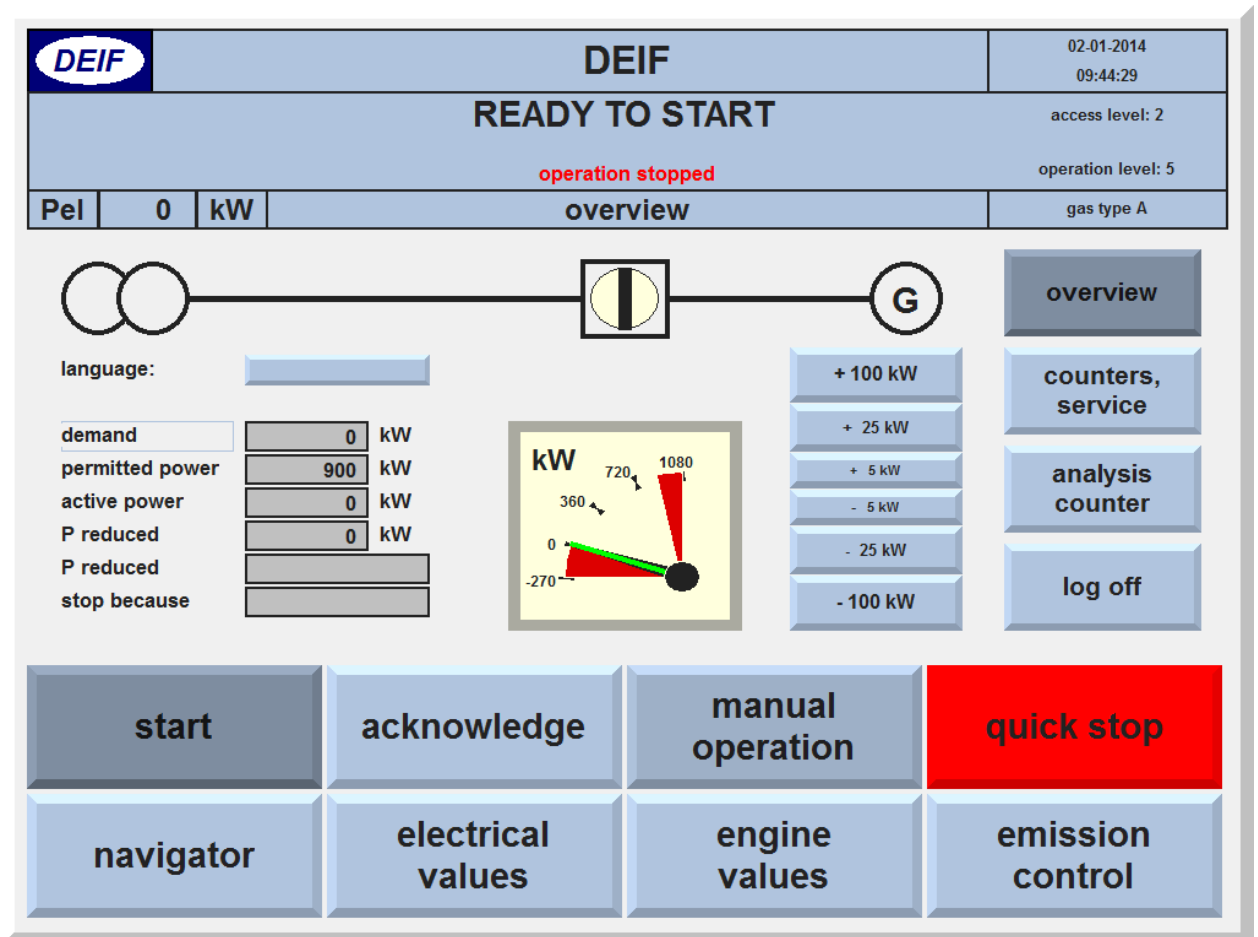 DEIF
DEIF
02-01-2014
09:44:29
READY TO START
access level: 2
operation stopped
operation level: 5
Pel 0 kW
overview
gas type A
G
overview
language:
+ 100 kW
counters,
service
demand 0 kW
+ 25 kW
permitted power 900 kW
+ 5 kW
active power 0 kW
- 5 kW
P reduced 0 kW
- 25 kW
P reduced
stop because
- 100 kW
kW
720
1080
360
0
-270
analysis
counter
log off
start
acknowledge
manual
operation
quick stop
navigator
electrical
values
engine
values
emission
control